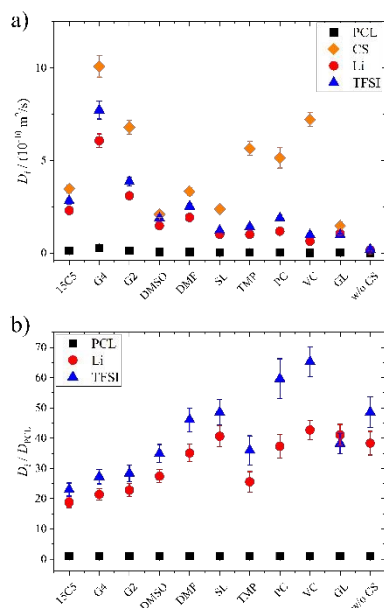 a)
PCL
CS
Li
TFSI
10
5
0
D_i / (10^-10 m^2/s)
15C5
G4
G2
DMSO
DMF
SL
TMP
PC
VC
GL
w/o CS
b)
PCL
Li
TFSI
70
60
50
40
30
20
10
0
D_i / D_PCL
15C5
G4
G2
DMSO
DMF
SL
TMP
PC
VC
GL
w/o CS